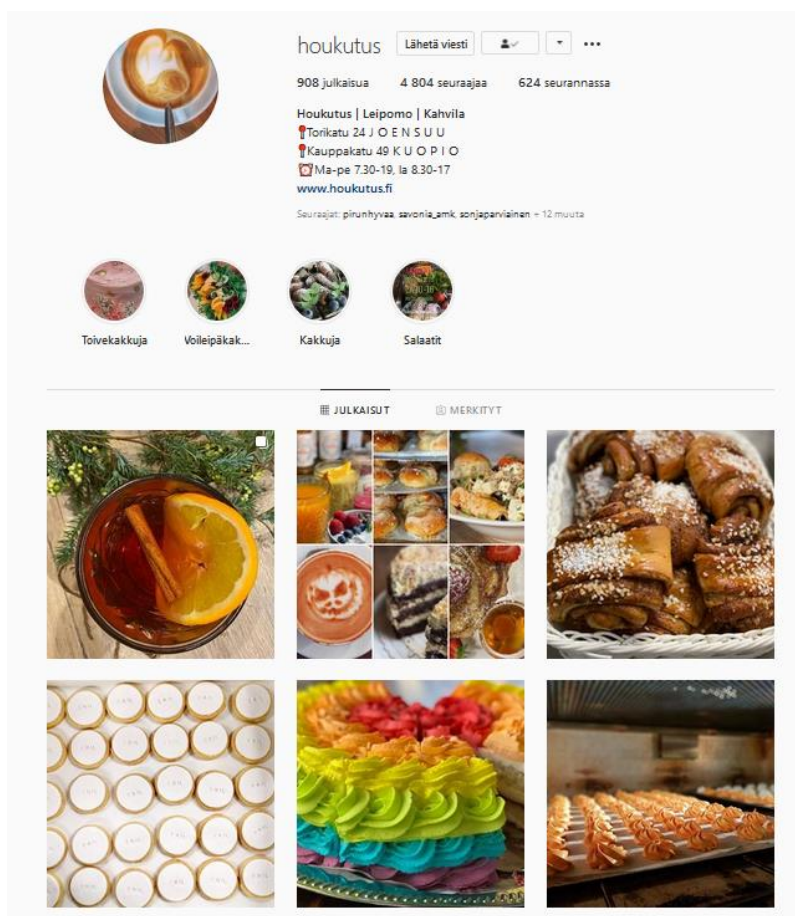 houkutus Lähetä viesti
908 julkaisua 4 804 seuraajaa 624 seurannassa
Houkutus | Leipomo | Kahvila
📍Torikatu 24 J O E N S U U
📍Kauppakatu 49 K U O P I O
⏰Ma-pe 7.30-19, la 8.30-17
www.houkutus.fi
Seuraajat: pirunhyvaa, savonia_amk, sonjaparviainen + 12 muuta
Toivekakkuja Voileipäkak... Kakkuja Salaatit
JULKAISUT MERKITYT